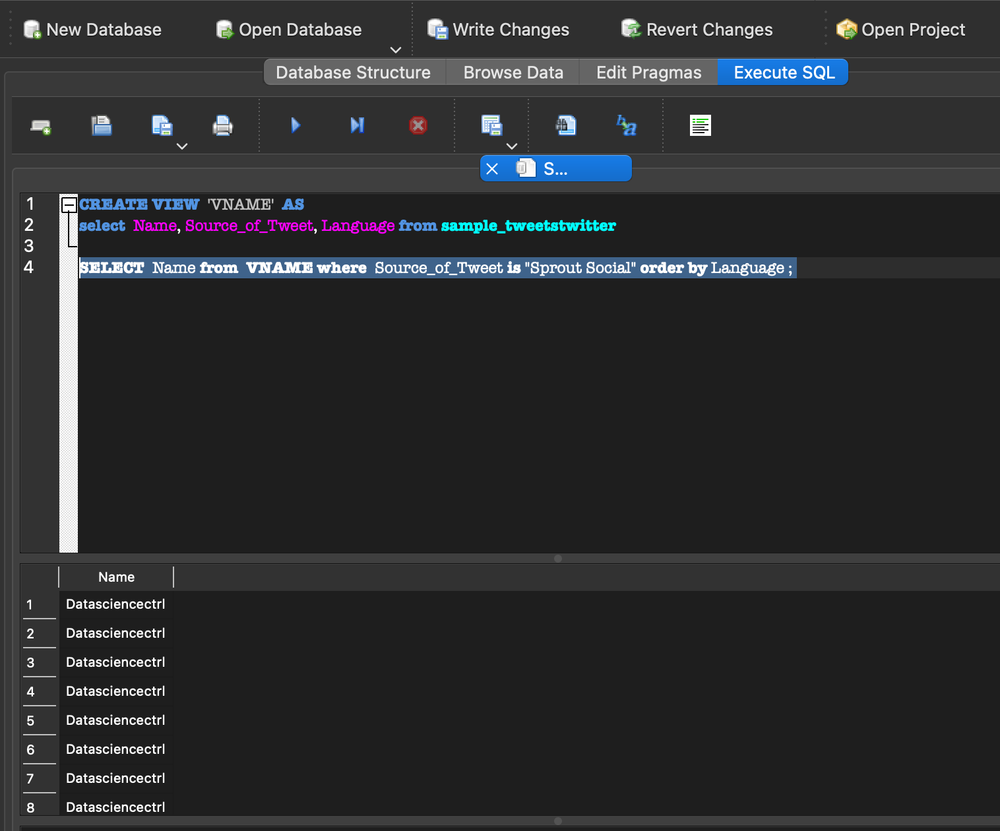 New Database Open Database Write Changes Revert Changes Open Project
Database Structure Browse Data Edit Pragmas Execute SQL
S...
1 CREATE VIEW 'VNAME' AS
2 select Name, Source_of_Tweet, Language from sample_tweetstwitter
3
4 SELECT Name from VNAME where Source_of_Tweet is "Sprout Social" order by Language ;
Name
1 Datasciencectrl
2 Datasciencectrl
3 Datasciencectrl
4 Datasciencectrl
5 Datasciencectrl
6 Datasciencectrl
7 Datasciencectrl
8 Datasciencectrl